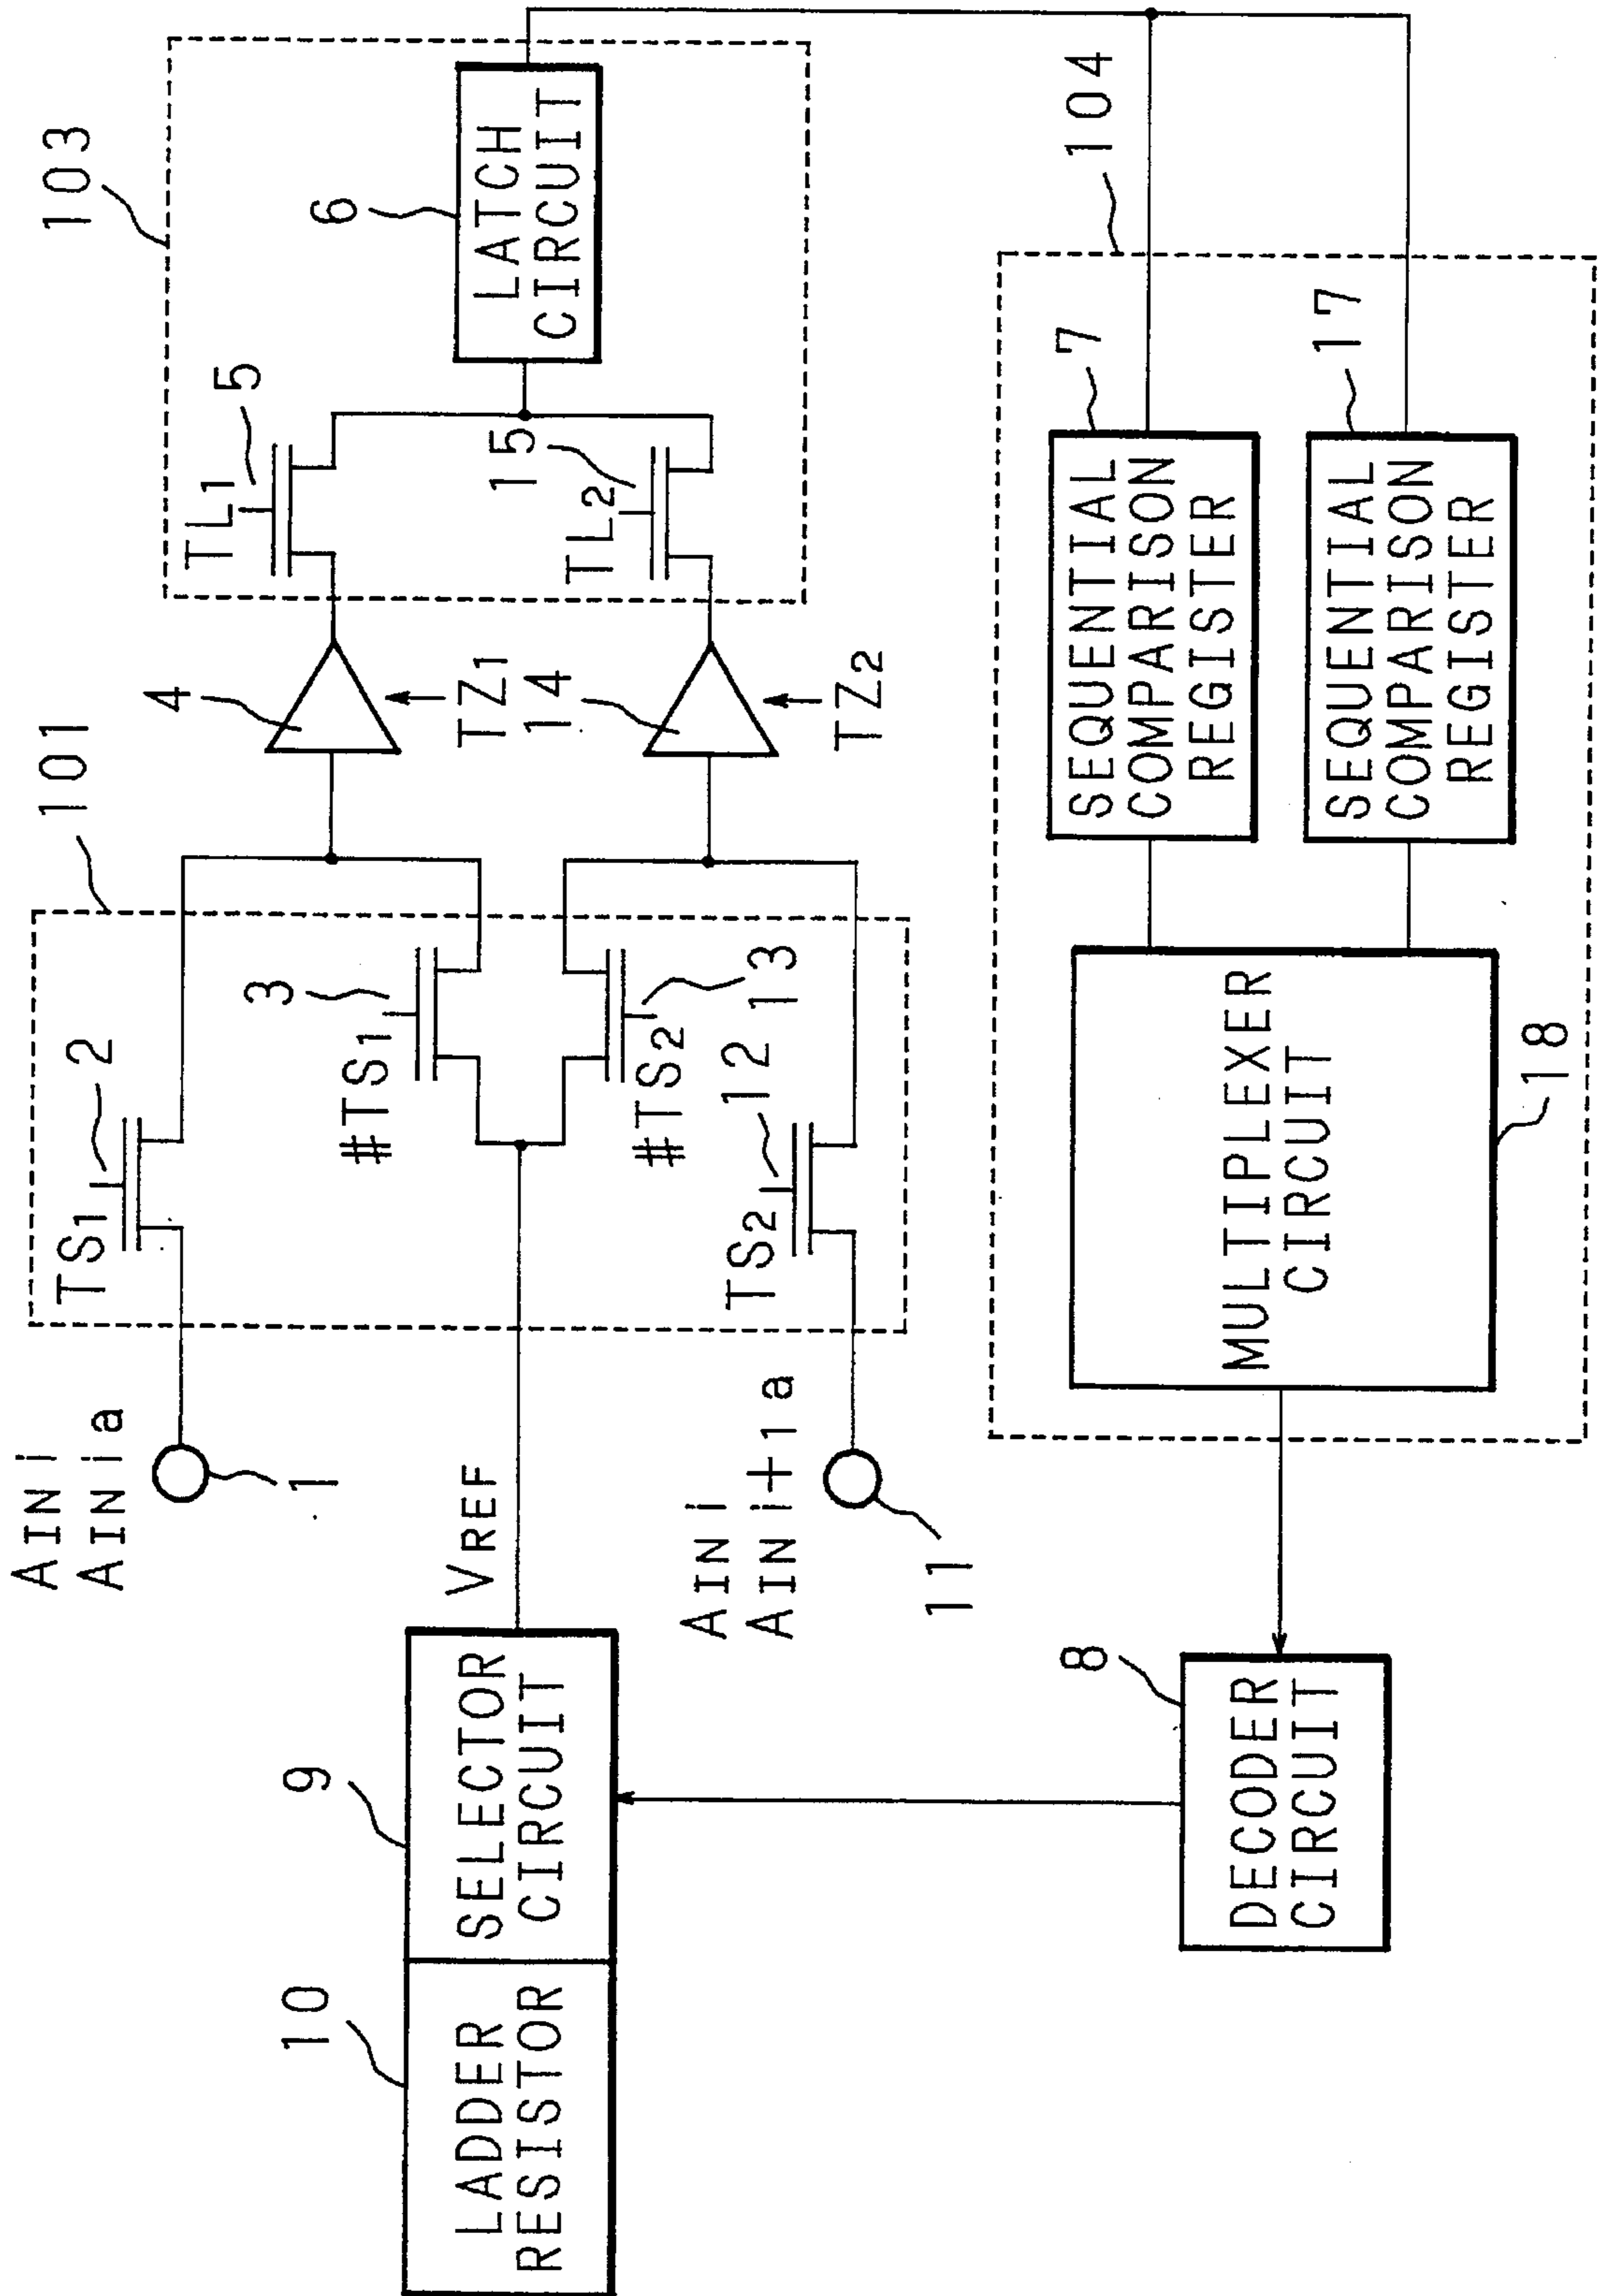 103
101
104
AINi
AINia
1
TS1
2
3
#TS1
4
TZ1
TL1
5
6
LATCH
CIRCUIT
15
TL2
14
TZ2
13
#TS2
12
TS2
VREF
AINi
AINi+1a
11
10
LADDER
RESISTOR
9
SELECTOR
CIRCUIT
8
DECODER
CIRCUIT
MULTIPLEXER
CIRCUIT
18
7
SEQUENTIAL
COMPARISON
REGISTER
17
SEQUENTIAL
COMPARISON
REGISTER